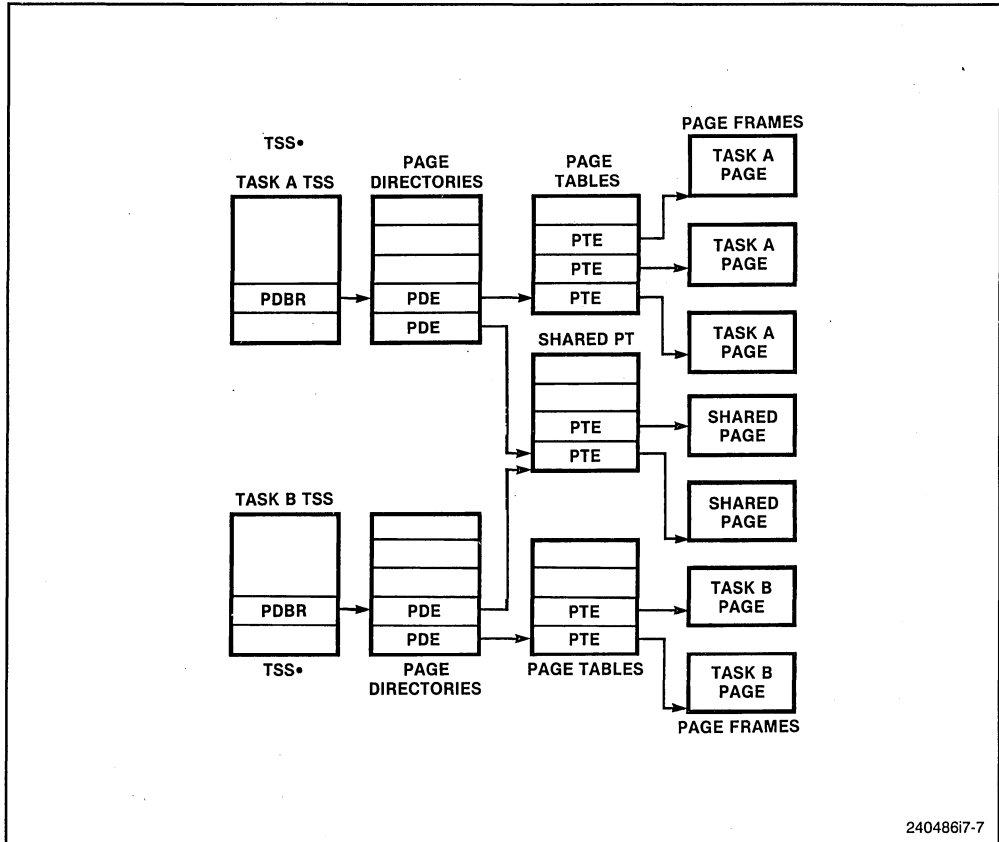 TSS•
TASK A TSS
PDBR
PAGE
DIRECTORIES
PDE
PDE
PAGE
TABLES
PTE
PTE
PTE
SHARED PT
PTE
PTE
PAGE FRAMES
TASK A
PAGE
TASK A
PAGE
TASK A
PAGE
SHARED
PAGE
SHARED
PAGE
TASK B TSS
PDBR
TSS•
PDE
PDE
PAGE
DIRECTORIES
PTE
PTE
PAGE TABLES
TASK B
PAGE
TASK B
PAGE
PAGE FRAMES
240486i7-7